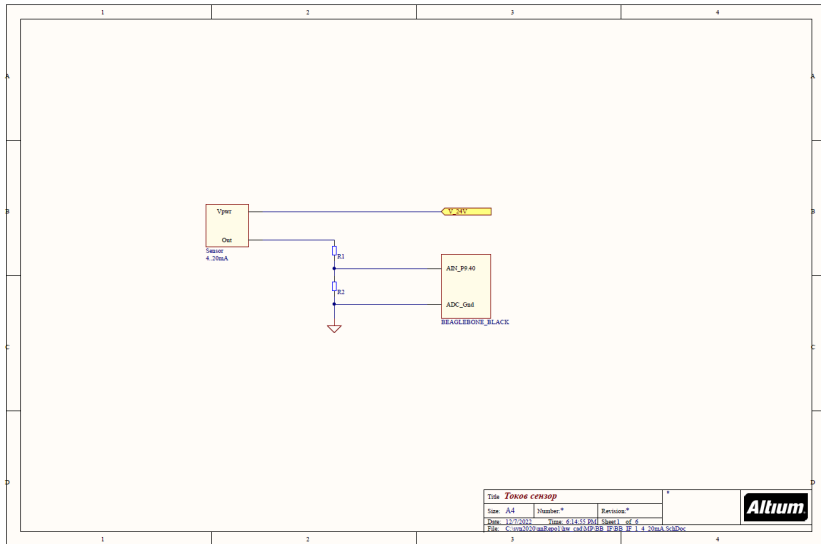 1 2 3 4
A A
V_24V
Vpwr
B B
Out
Sensor
4..20mA
R1
AIN_P9.40
R2
ADC_Gnd
BEAGLEBONE_BLACK
C C
D D
Title Токов сензор
*
Size: A4 Number:* Revision:*
Date: 12/7/2022 Time: 6:14:55 PM Sheet 1 of 6
Altium
1 2 3 4